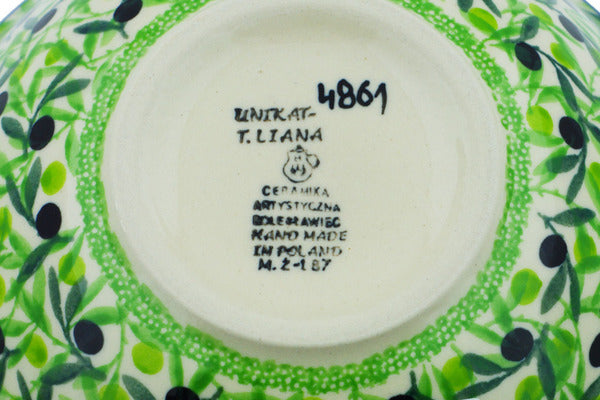 UNIKAT- 4861
T. LIANA
CERAMIKA
ARTYSTYCZNA
BOLESŁAWIEC
HAND MADE
IN POLAND
M. Z-187